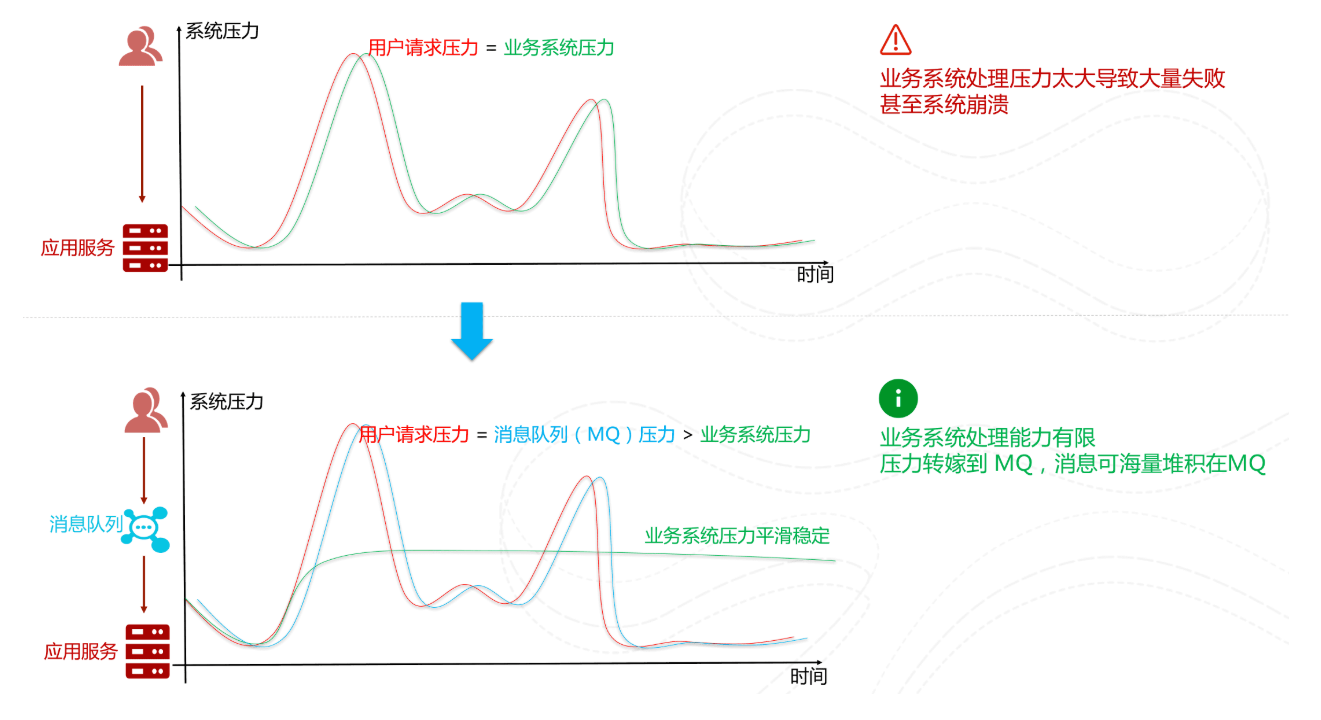 系统压力
用户请求压力 = 业务系统压力
业务系统处理压力太大导致大量失败
甚至系统崩溃
应用服务
时间
系统压力
用户请求压力 = 消息队列（MQ）压力 > 业务系统压力
业务系统处理能力有限
压力转嫁到 MQ，消息可海量堆积在MQ
消息队列
业务系统压力平滑稳定
应用服务
时间